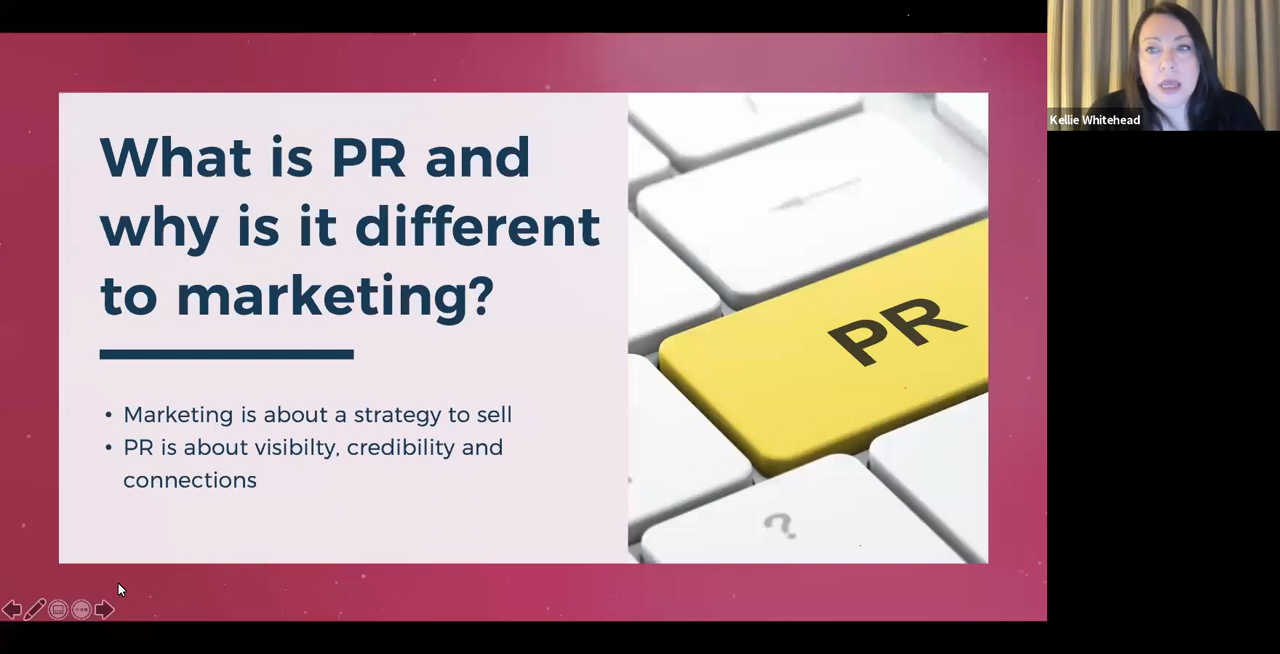 What is PR and
why is it different
to marketing?
• Marketing is about a strategy to sell
• PR is about visibilty, credibility and
connections
PR
?
Kellie Whitehead